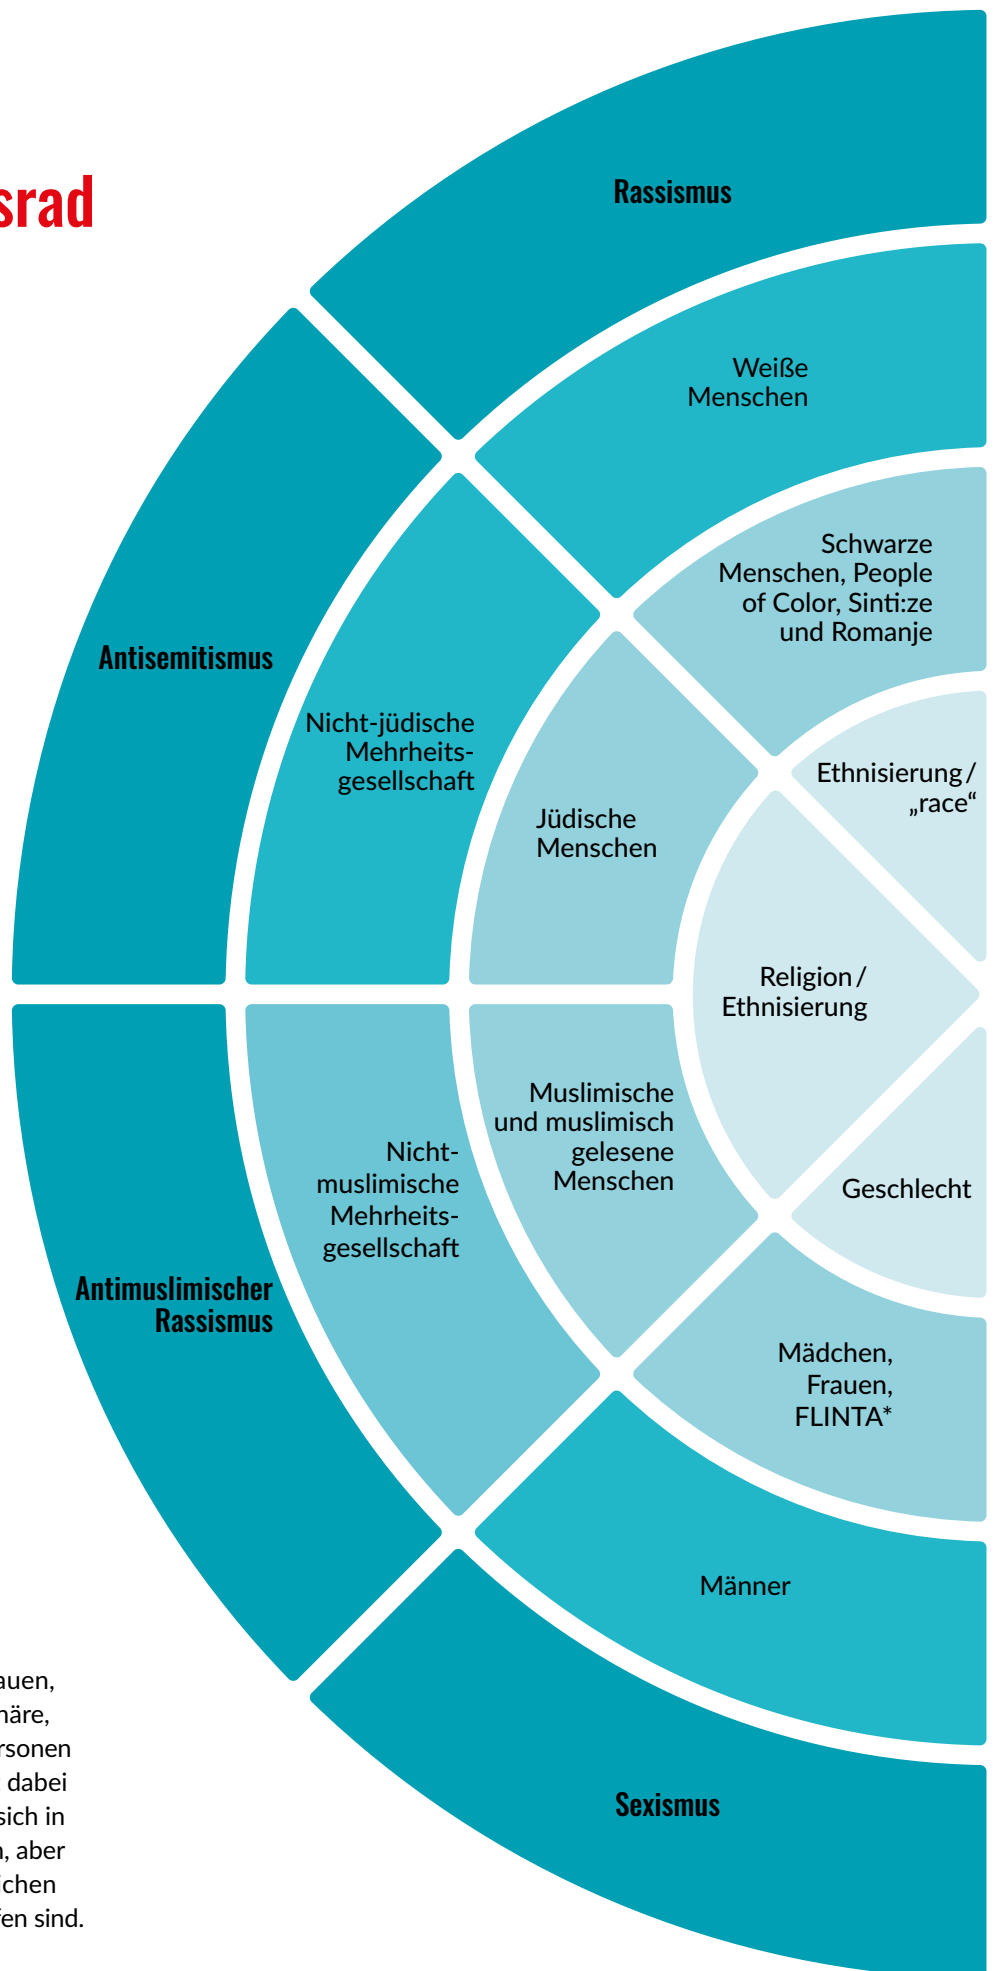 srad
Rassismus
Weiße
Menschen
Schwarze
Menschen, People
of Color, Sinti:ze
und Romanje
Ethnisierung /
„race“
Antisemitismus
Nicht-jüdische
Mehrheits-
gesellschaft
Jüdische
Menschen
Religion /
Ethnisierung
Muslimische
und muslimisch
gelesene
Menschen
Nicht-
muslimische
Mehrheits-
gesellschaft
Antimuslimischer
Rassismus
Geschlecht
Mädchen,
Frauen,
FLINTA*
Männer
Sexismus
auen,
näre,
rsonen
dabei
sich in
n, aber
ichen
fen sind.